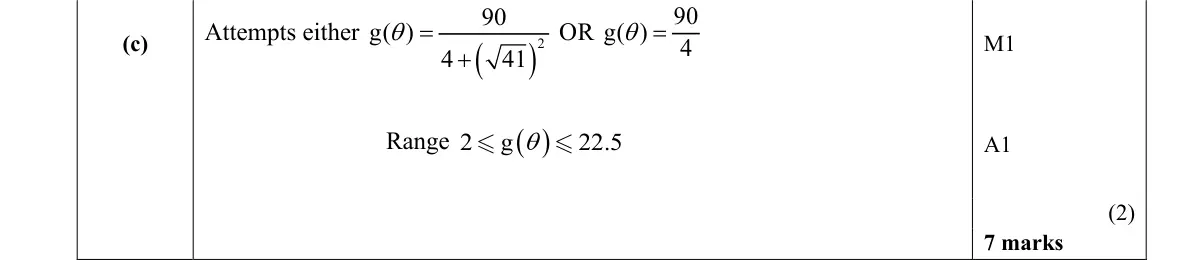 (c) Attempts either g(θ) = 90 / (4 + (√41)²) OR g(θ) = 90 / 4 M1
Range 2 ⩽ g(θ) ⩽ 22.5 A1
(2)
7 marks